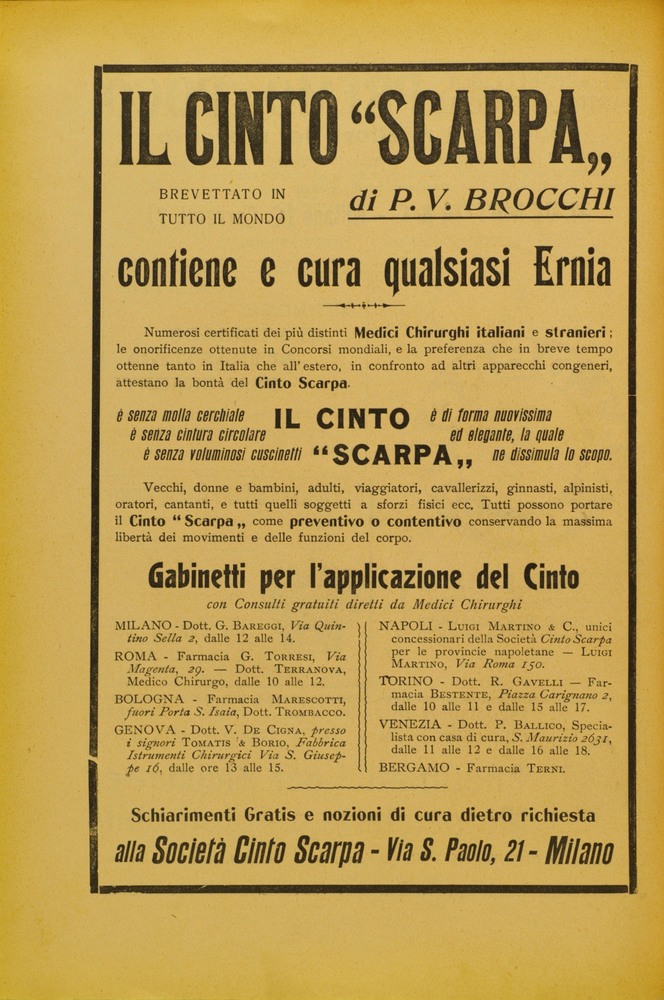 IL CINTO “SCARPA„
BREVETTATO IN
TUTTO IL MONDO
di P. V. BROCCHI
contiene e cura qualsiasi Ernia
Numerosi certificati dei più distinti Medici Chirurghi italiani e stranieri;
le onorificenze ottenute in Concorsi mondiali, e la preferenza che in breve tempo
ottenne tanto in Italia che all'estero, in confronto ad altri apparecchi congeneri,
attestano la bontà del Cinto Scarpa.
è senza molla cerchiale
è senza cintura circolare
è senza voluminosi cuscinetti
IL CINTO
“SCARPA„
è di forma nuovissima
ed elegante, la quale
ne dissimula lo scopo.
Vecchi, donne e bambini, adulti, viaggiatori, cavallerizzi, ginnasti, alpinisti,
oratori, cantanti, e tutti quelli soggetti a sforzi fisici ecc. Tutti possono portare
il Cinto “Scarpa„ come preventivo o contentivo conservando la massima
libertà dei movimenti e delle funzioni del corpo.
Gabinetti per l'applicazione del Cinto
con Consulti gratuiti diretti da Medici Chirurghi
MILANO - Dott. G. BAREGGI, Via Quin-
tino Sella 2, dalle 12 alle 14.
ROMA - Farmacia G. TORRESI, Via
Magenta, 29. — Dott. TERRANOVA,
Medico Chirurgo, dalle 10 alle 12.
BOLOGNA - Farmacia MARESCOTTI,
fuori Porta S. Isaia, Dott. TROMBACCO.
GENOVA - Dott. V. DE CIGNA, presso
i signori TOMATIS & BORIO, Fabbrica
Istrumenti Chirurgici Via S. Giusep-
pe 16, dalle ore 13 alle 15.
NAPOLI - LUIGI MARTINO & C., unici
concessionari della Società Cinto Scarpa
per le provincie napoletane — LUIGI
MARTINO, Via Roma 150.
TORINO - Dott. R. GAVELLI — Far-
macia BESTENTE, Piazza Carignano 2,
dalle 10 alle 11 e dalle 15 alle 17.
VENEZIA - Dott. P. BALLICO, Specia-
lista con casa di cura, S. Maurizio 2631,
dalle 11 alle 12 e dalle 16 alle 18.
BERGAMO - Farmacia TERNI.
Schiarimenti Gratis e nozioni di cura dietro richiesta
alla Società Cinto Scarpa - Via S. Paolo, 21 - Milano